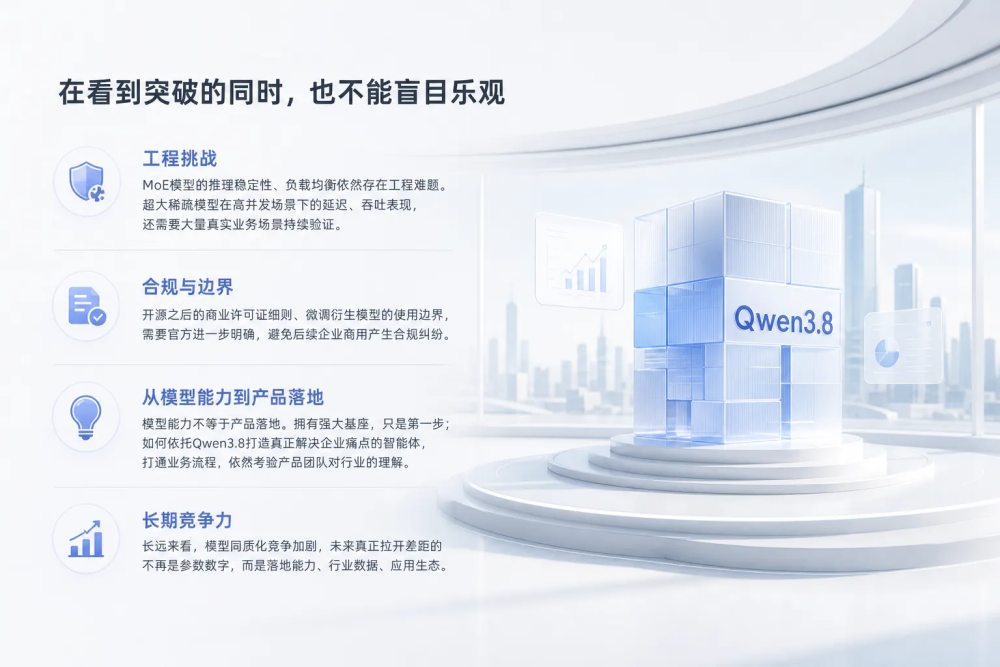 在看到突破的同时，也不能盲目乐观
工程挑战
MoE模型的推理稳定性、负载均衡依然存在工程难题。
超大稀疏模型在高并发场景下的延迟、吞吐表现，
还需要大量真实业务场景持续验证。
合规与边界
开源之后的商业许可证细则、微调衍生模型的使用边界，
需要官方进一步明确，避免后续企业商用产生合规纠纷。
从模型能力到产品落地
模型能力不等于产品落地。拥有强大基座，只是第一步；
如何依托Qwen3.8打造真正解决企业痛点的智能体，
打通业务流程，依然考验产品团队对行业的理解。
长期竞争力
长远来看，模型同质化竞争加剧，未来真正拉开差距的
不再是参数数字，而是落地能力、行业数据、应用生态。
Qwen3.8